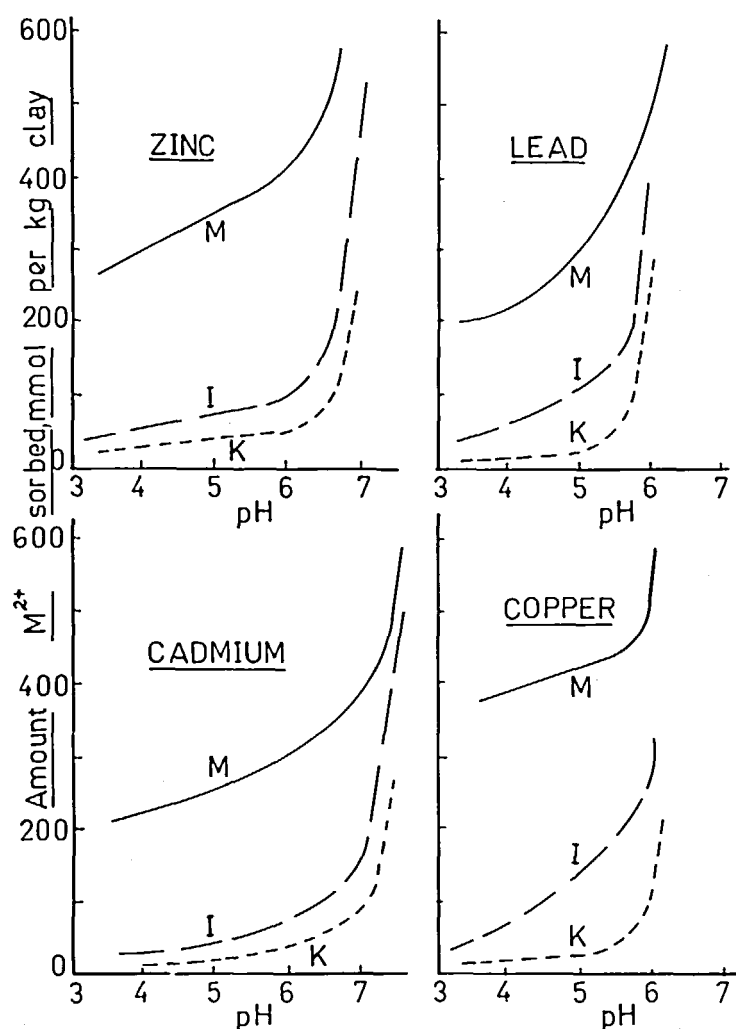 Amount M²⁺ sorbed, mmol per kg clay
600
400
200
0
ZINC
M
I
K
3 4 5 6 7
pH
LEAD
M
I
K
3 4 5 6 7
pH
600
400
200
0
CADMIUM
M
I
K
3 4 5 6 7
pH
COPPER
M
I
K
3 4 5 6 7
pH